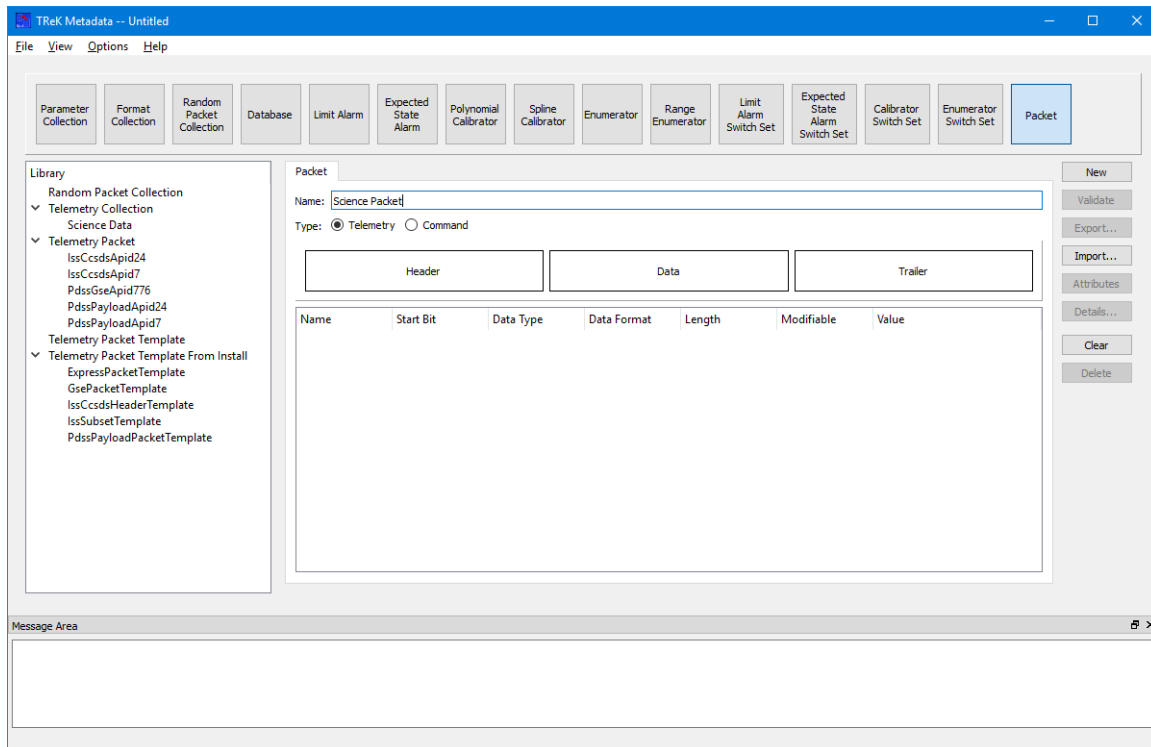 TReK Metadata -- Untitled
File View Options Help
Parameter Collection
Format Collection
Random Packet Collection
Database
Limit Alarm
Expected State Alarm
Polynomial Calibrator
Spline Calibrator
Enumerator
Range Enumerator
Limit Alarm Switch Set
Expected State Alarm Switch Set
Calibrator Switch Set
Enumerator Switch Set
Packet
Library
Random Packet Collection
Telemetry Collection
Science Data
Telemetry Packet
IssCcsdsApid24
IssCcsdsApid7
PdssGseApid776
PdssPayloadApid24
PdssPayloadApid7
Telemetry Packet Template
Telemetry Packet Template From Install
ExpressPacketTemplate
GsePacketTemplate
IssCcsdsHeaderTemplate
IssSubsetTemplate
PdssPayloadPacketTemplate
Packet
Name: Science Packet
Type: Telemetry Command
Header Data Trailer
Name Start Bit Data Type Data Format Length Modifiable Value
New
Validate
Export...
Import...
Attributes
Details...
Clear
Delete
Message Area